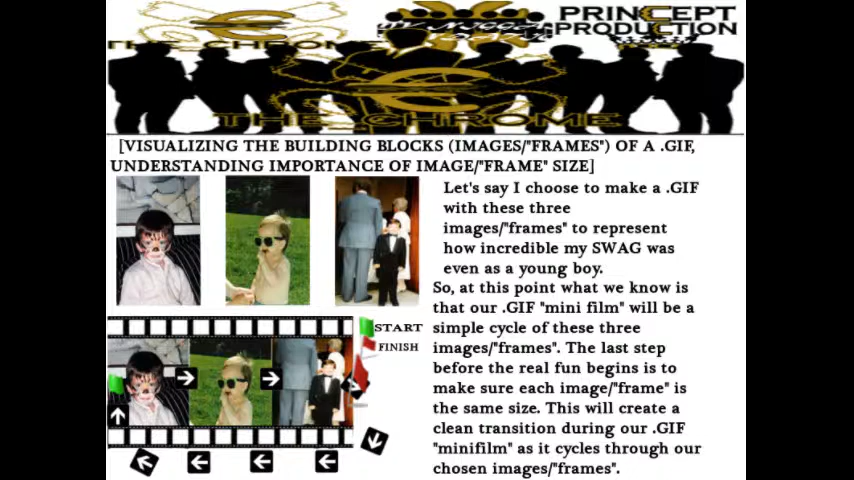 PRINCEPT
PRODUCTION
THE_CHROME
THE_CHROME
[VISUALIZING THE BUILDING BLOCKS (IMAGES/"FRAMES") OF A .GIF,
UNDERSTANDING IMPORTANCE OF IMAGE/"FRAME" SIZE]
Let's say I choose to make a .GIF
with these three
images/"frames" to represent
how incredible my SWAG was
even as a young boy.
So, at this point what we know is
that our .GIF "mini film" will be a
simple cycle of these three
images/"frames". The last step
before the real fun begins is to
make sure each image/"frame" is
the same size. This will create a
clean transition during our .GIF
"minifilm" as it cycles through our
chosen images/"frames".
START
FINISH